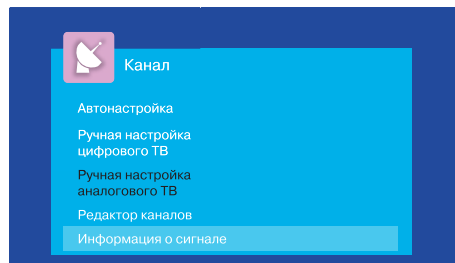 Канал
Автонастройка
Ручная настройка
цифрового ТВ
Ручная настройка
аналогового ТВ
Редактор каналов
Информация о сигнале